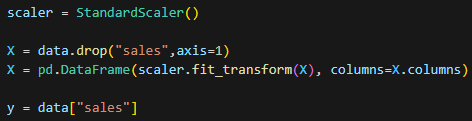 scaler = StandardScaler()
X = data.drop("sales",axis=1)
X = pd.DataFrame(scaler.fit_transform(X), columns=X.columns)
y = data["sales"]